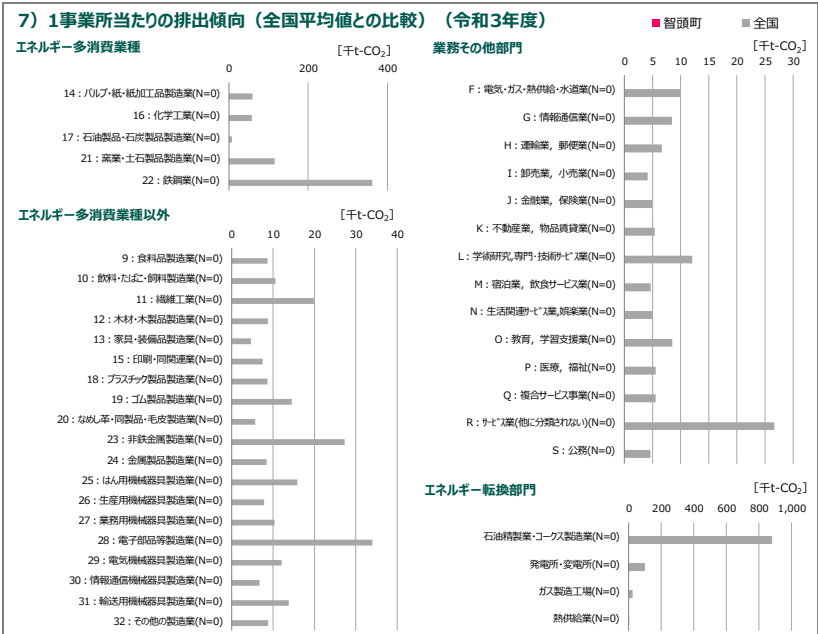 7）1事業所当たりの排出傾向（全国平均値との比較）（令和3年度）
■智頭町 ■全国
エネルギー多消費業種
［千t-CO₂］
0 200 400
14：パルプ・紙・紙加工品製造業(N=0)
16：化学工業(N=0)
17：石油製品・石炭製品製造業(N=0)
21：窯業・土石製品製造業(N=0)
22：鉄鋼業(N=0)
エネルギー多消費業種以外
［千t-CO₂］
0 10 20 30 40
9：食料品製造業(N=0)
10：飲料・たばこ・飼料製造業(N=0)
11：繊維工業(N=0)
12：木材・木製品製造業(N=0)
13：家具・装備品製造業(N=0)
15：印刷・同関連業(N=0)
18：プラスチック製品製造業(N=0)
19：ゴム製品製造業(N=0)
20：なめし革・同製品・毛皮製造業(N=0)
23：非鉄金属製造業(N=0)
24：金属製品製造業(N=0)
25：はん用機械器具製造業(N=0)
26：生産用機械器具製造業(N=0)
27：業務用機械器具製造業(N=0)
28：電子部品等製造業(N=0)
29：電気機械器具製造業(N=0)
30：情報通信機械器具製造業(N=0)
31：輸送用機械器具製造業(N=0)
32：その他の製造業(N=0)
業務その他部門
［千t-CO₂］
0 5 10 15 20 25 30
F：電気・ガス・熱供給・水道業(N=0)
G：情報通信業(N=0)
H：運輸業，郵便業(N=0)
I：卸売業，小売業(N=0)
J：金融業，保険業(N=0)
K：不動産業，物品賃貸業(N=0)
L：学術研究,専門・技術ｻｰﾋﾞｽ業(N=0)
M：宿泊業，飲食サービス業(N=0)
N：生活関連ｻｰﾋﾞｽ業,娯楽業(N=0)
O：教育，学習支援業(N=0)
P：医療，福祉(N=0)
Q：複合サービス事業(N=0)
R：ｻｰﾋﾞｽ業(他に分類されない)(N=0)
S：公務(N=0)
エネルギー転換部門
［千t-CO₂］
0 200 400 600 800 1,000
石油精製業・コークス製造業(N=0)
発電所・変電所(N=0)
ガス製造工場(N=0)
熱供給業(N=0)